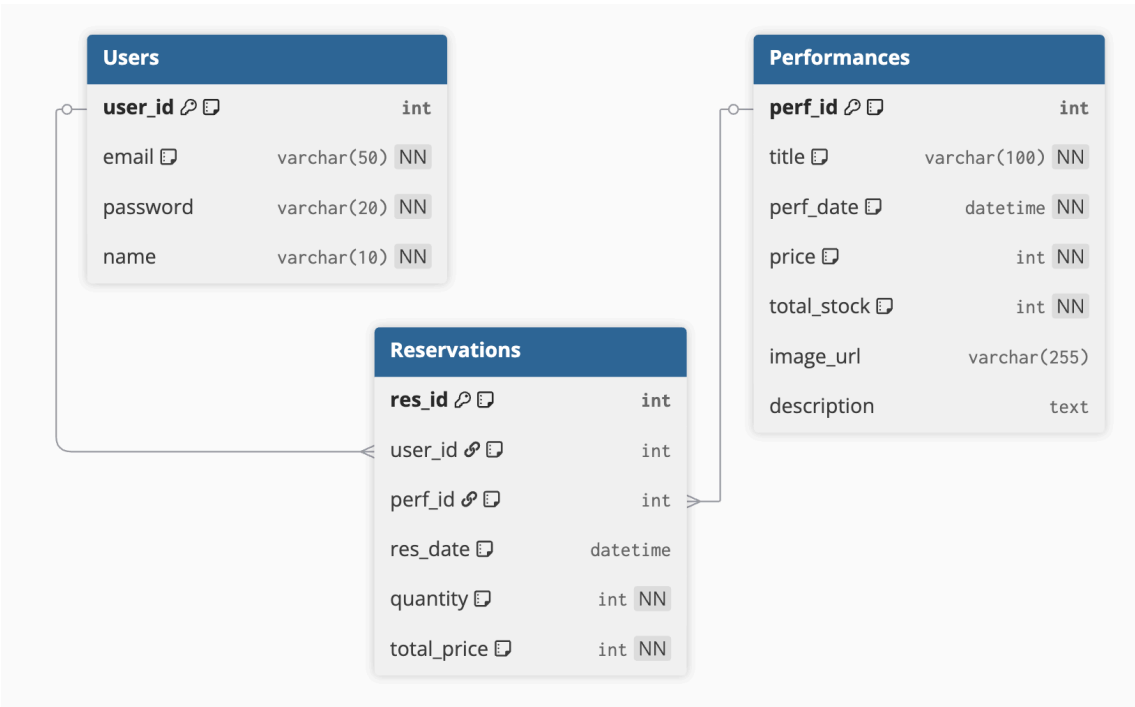 Users
user_id int
email varchar(50) NN
password varchar(20) NN
name varchar(10) NN
Performances
perf_id int
title varchar(100) NN
perf_date datetime NN
price int NN
total_stock int NN
image_url varchar(255)
description text
Reservations
res_id int
user_id int
perf_id int
res_date datetime
quantity int NN
total_price int NN